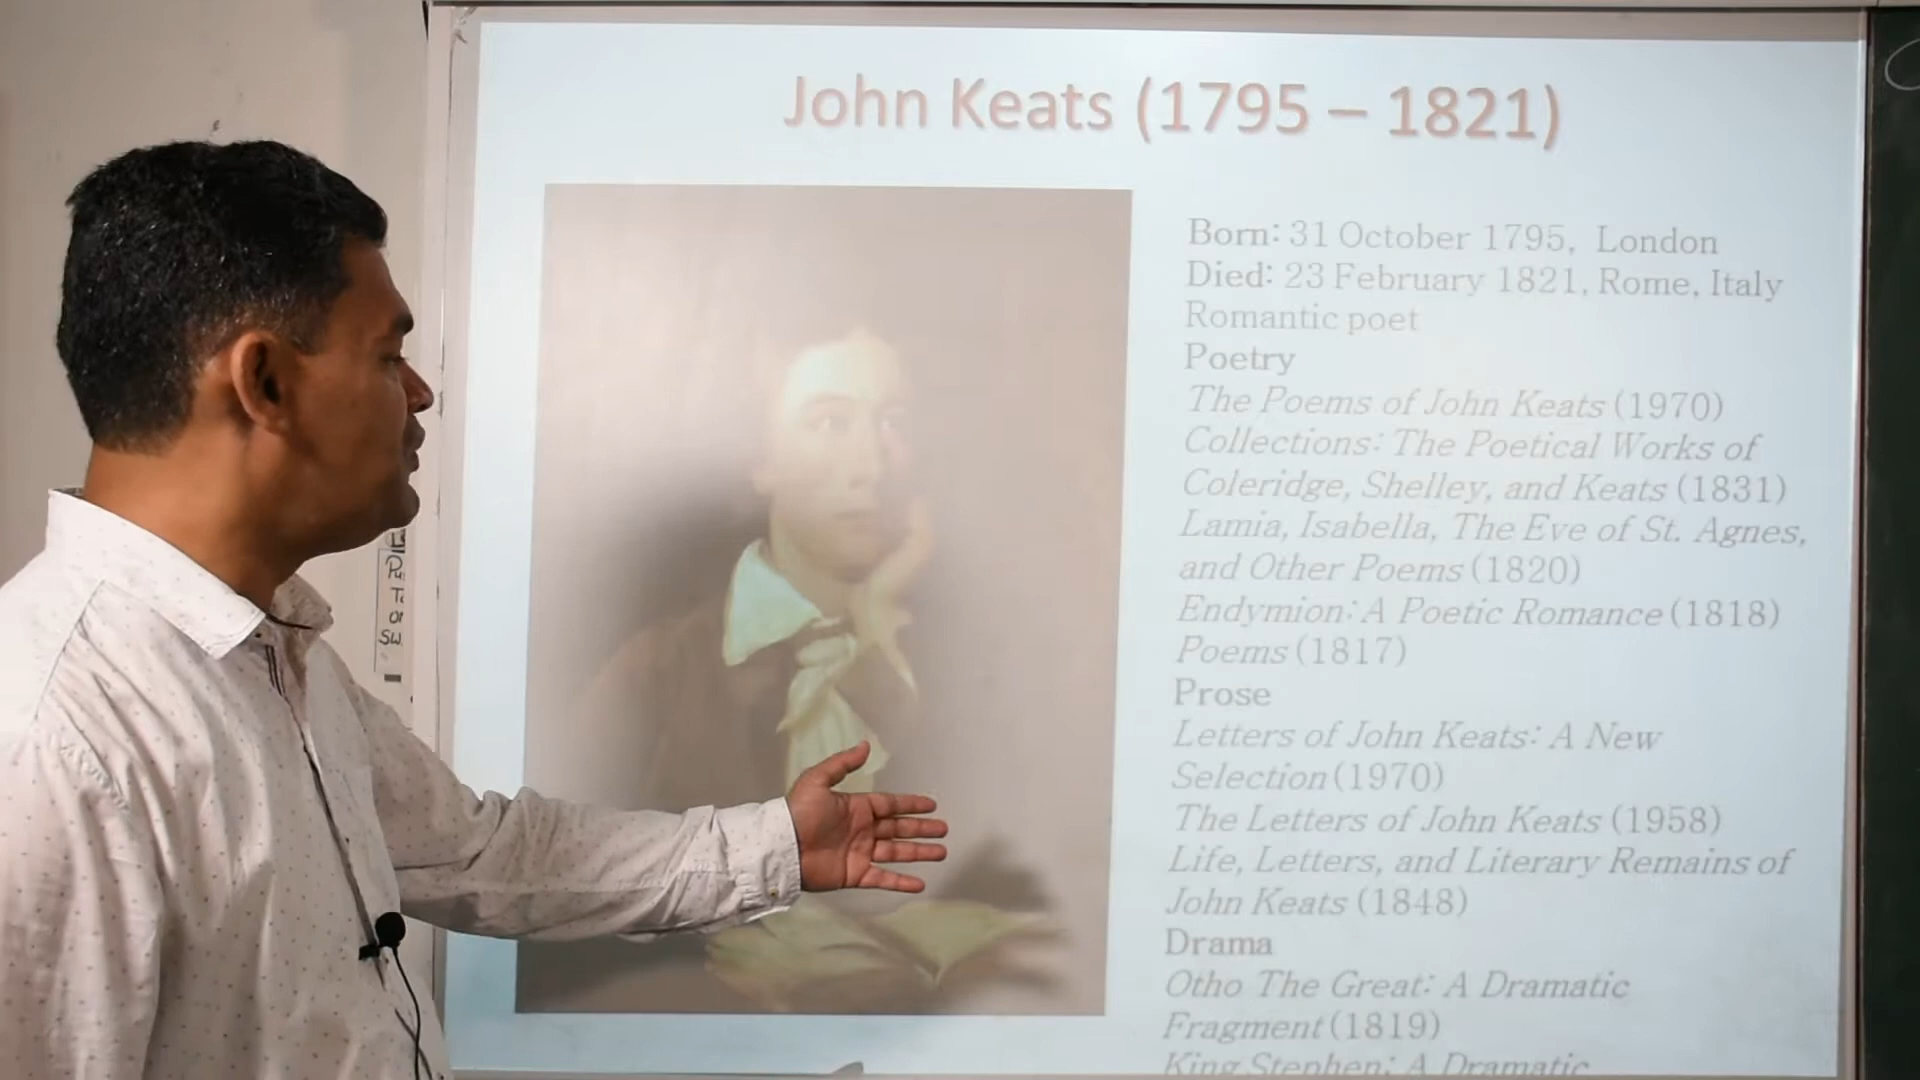 John Keats (1795 – 1821)
Born: 31 October 1795, London
Died: 23 February 1821, Rome, Italy
Romantic poet
Poetry
The Poems of John Keats (1970)
Collections: The Poetical Works of
Coleridge, Shelley, and Keats (1831)
Lamia, Isabella, The Eve of St. Agnes,
and Other Poems (1820)
Endymion: A Poetic Romance (1818)
Poems (1817)
Prose
Letters of John Keats: A New
Selection (1970)
The Letters of John Keats (1958)
Life, Letters, and Literary Remains of
John Keats (1848)
Drama
Otho The Great: A Dramatic
Fragment (1819)
King Stephen: A Dramatic